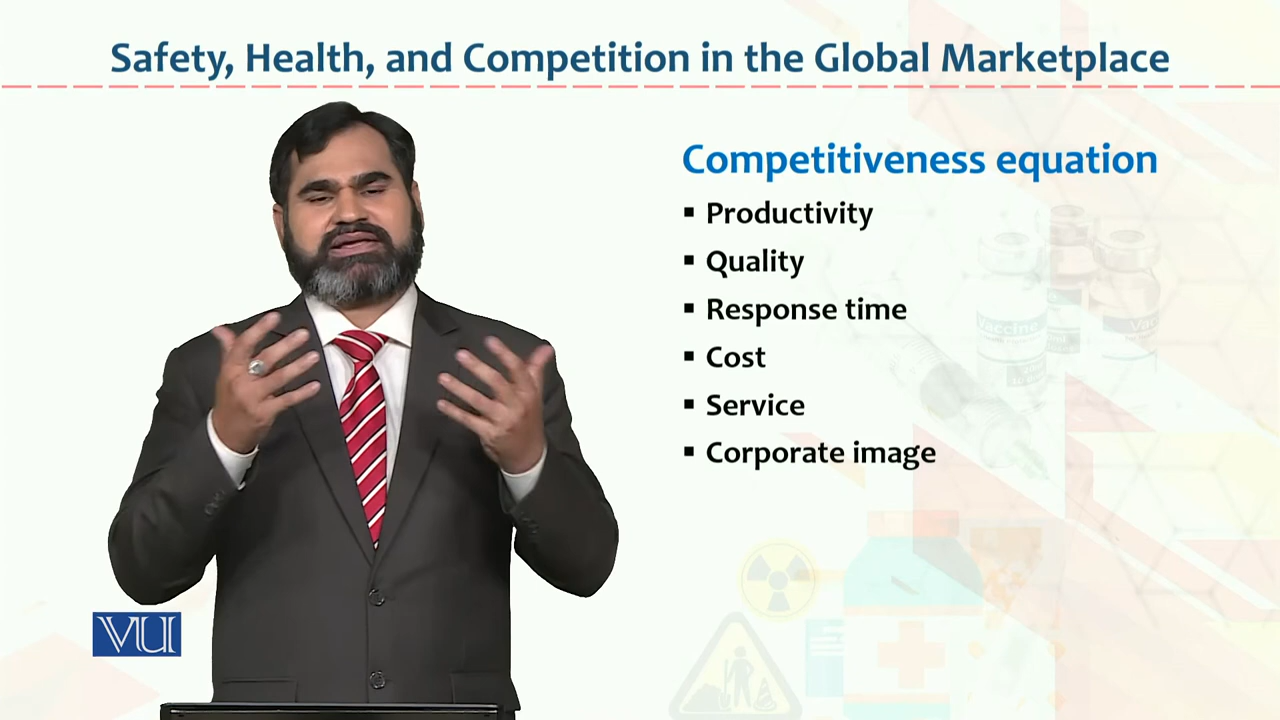 Safety, Health, and Competition in the Global Marketplace
Competitiveness equation
▪ Productivity
▪ Quality
▪ Response time
▪ Cost
▪ Service
▪ Corporate image
Vaccine
VU